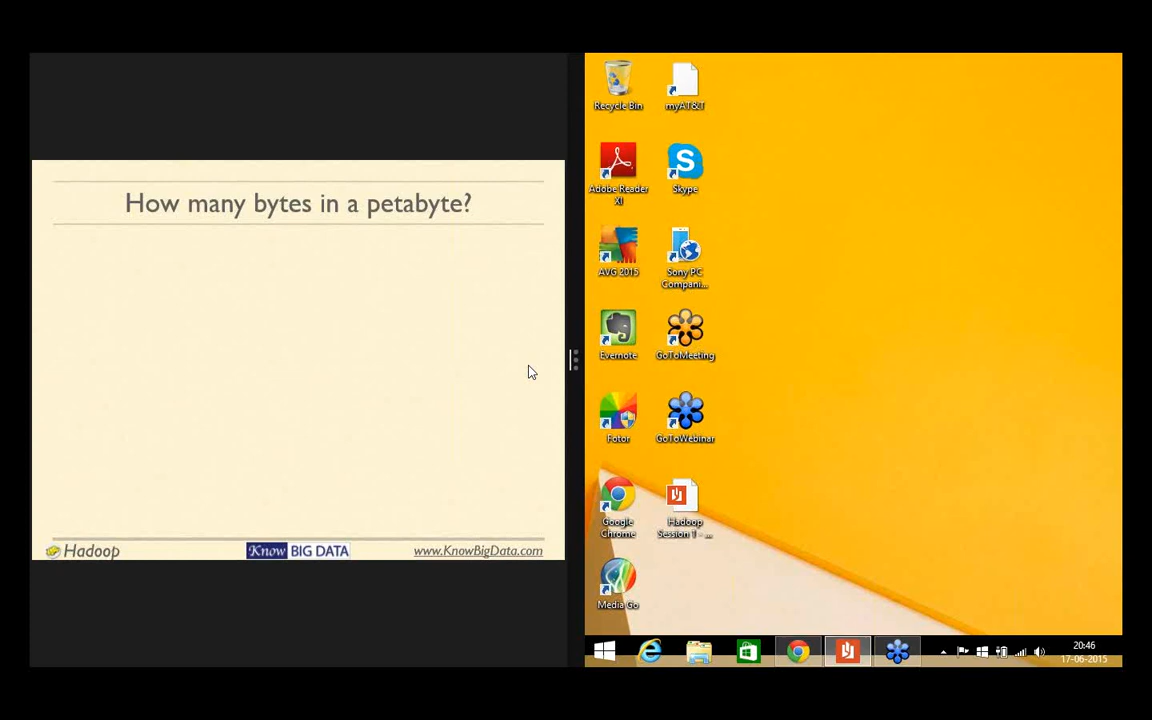 How many bytes in a petabyte?
Hadoop
Know BIG DATA
www.KnowBigData.com
Recycle Bin
myAT&T
Adobe Reader
XI
Skype
AVG 2015
Sony PC
Compani...
Evernote
GoToMeeting
Fotor
GoToWebinar
Google
Chrome
Hadoop
Session 1 - ...
Media Go
20:46
17-06-2015